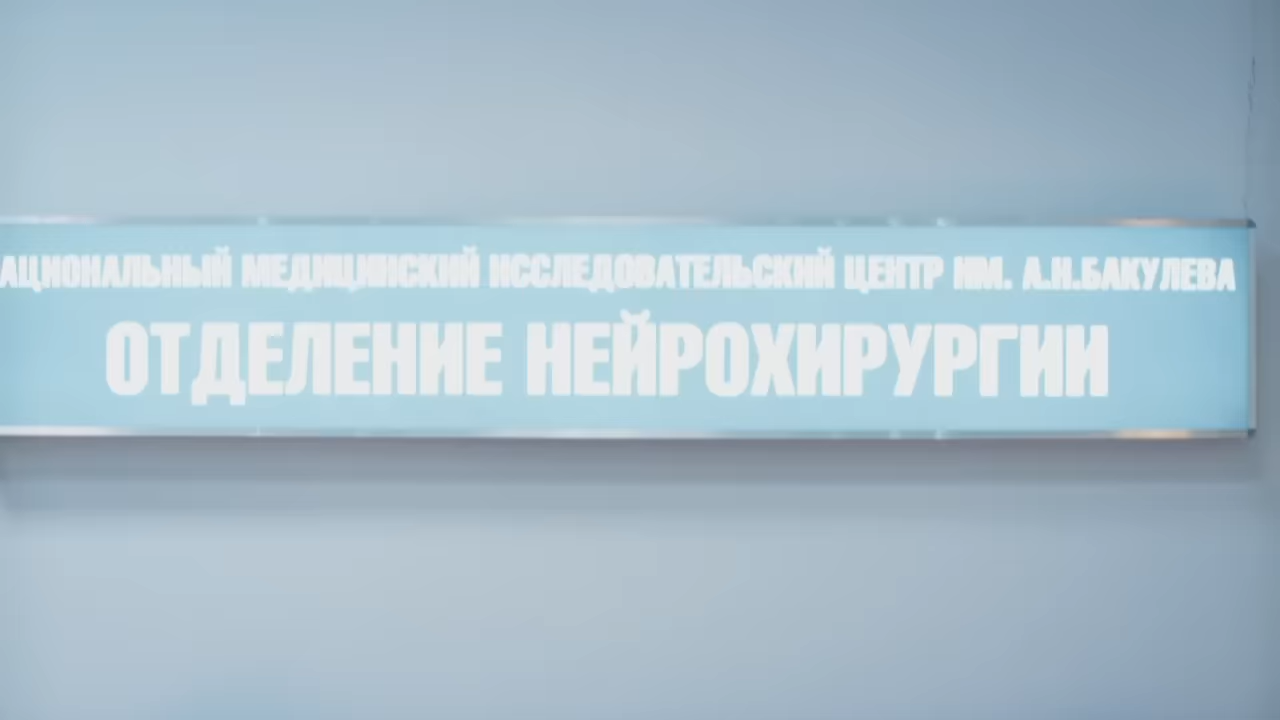 АЦИОНАЛЬНЫЙ МЕДИЦИНСКИЙ ИССЛЕДОВАТЕЛЬСКИЙ ЦЕНТР ИМ. А.Н.БАКУЛЕВА
ОТДЕЛЕНИЕ НЕЙРОХИРУРГИИ